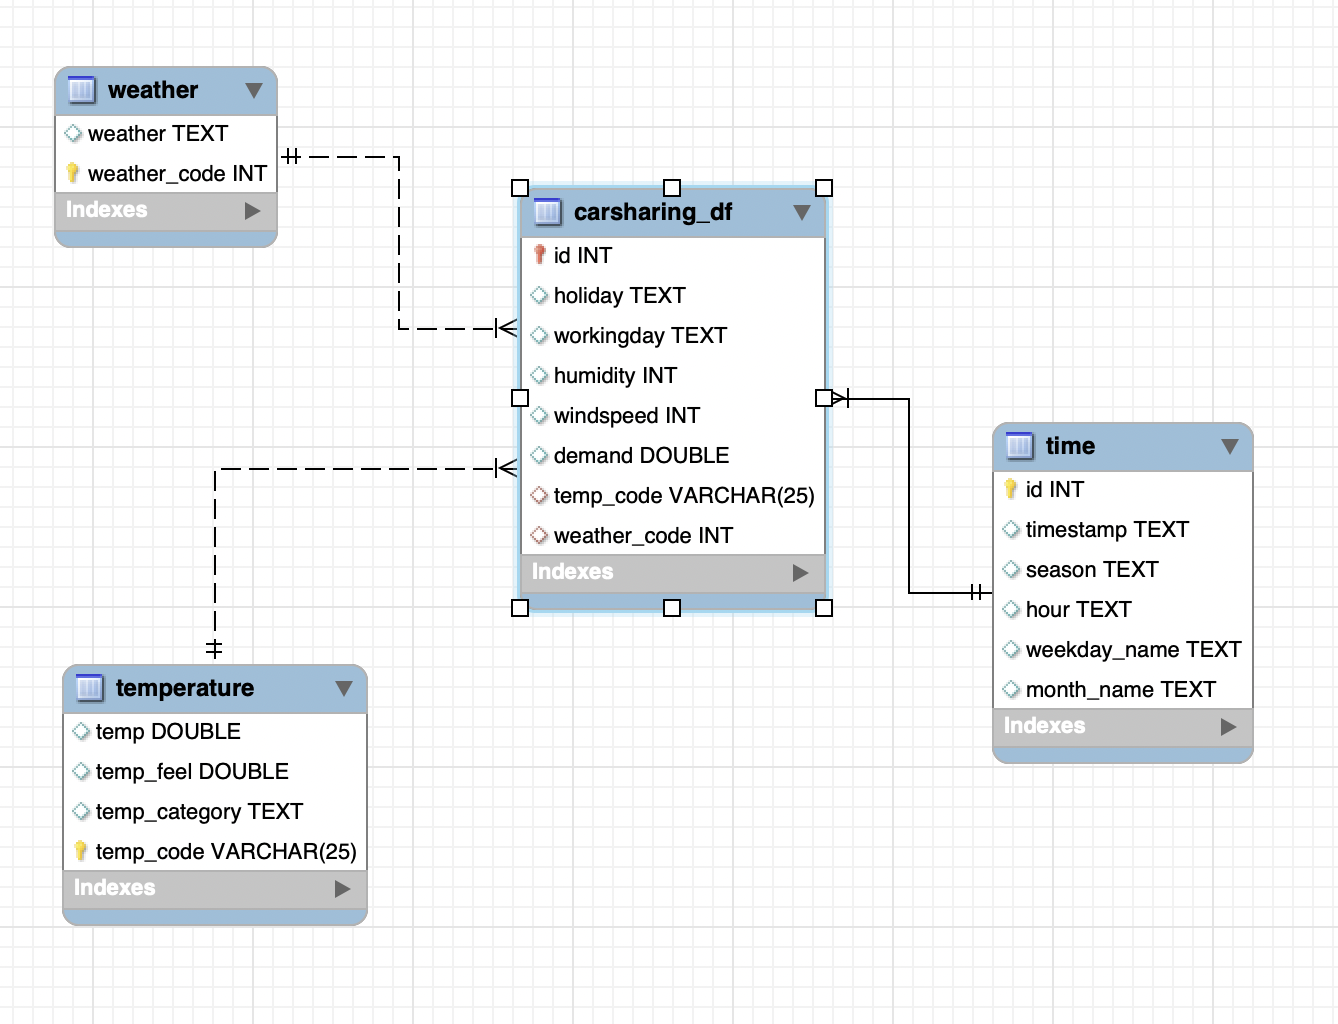 weather
weather TEXT
weather_code INT
Indexes
carsharing_df
id INT
holiday TEXT
workingday TEXT
humidity INT
windspeed INT
demand DOUBLE
temp_code VARCHAR(25)
weather_code INT
Indexes
time
id INT
timestamp TEXT
season TEXT
hour TEXT
weekday_name TEXT
month_name TEXT
Indexes
temperature
temp DOUBLE
temp_feel DOUBLE
temp_category TEXT
temp_code VARCHAR(25)
Indexes